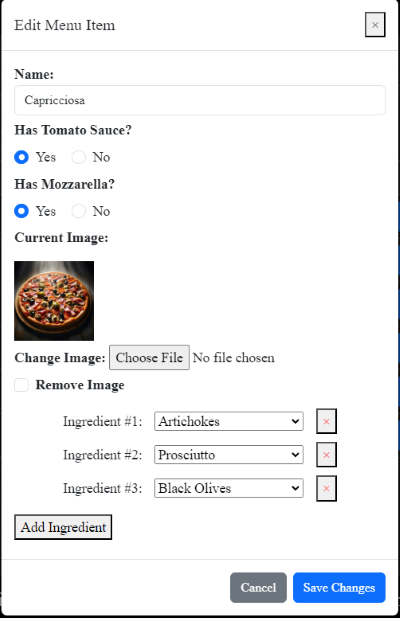 Edit Menu Item ×
Name:
Capricciosa
Has Tomato Sauce?
Yes No
Has Mozzarella?
Yes No
Current Image:
Change Image: Choose File No file chosen
Remove Image
Ingredient #1: Artichokes ×
Ingredient #2: Prosciutto ×
Ingredient #3: Black Olives ×
Add Ingredient
Cancel Save Changes